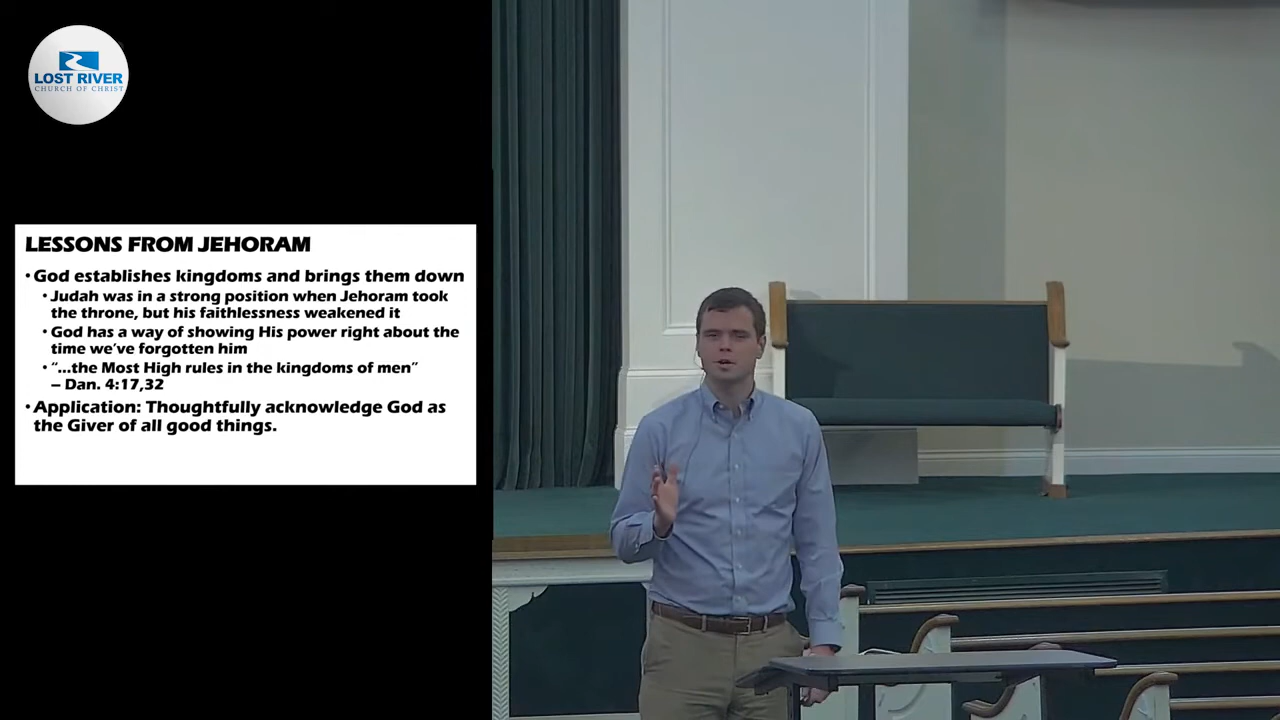 LOST RIVER
CHURCH OF CHRIST
LESSONS FROM JEHORAM
• God establishes kingdoms and brings them down
• Judah was in a strong position when Jehoram took
the throne, but his faithlessness weakened it
• God has a way of showing His power right about the
time we've forgotten him
• "...the Most High rules in the kingdoms of men"
– Dan. 4:17,32
• Application: Thoughtfully acknowledge God as
the Giver of all good things.